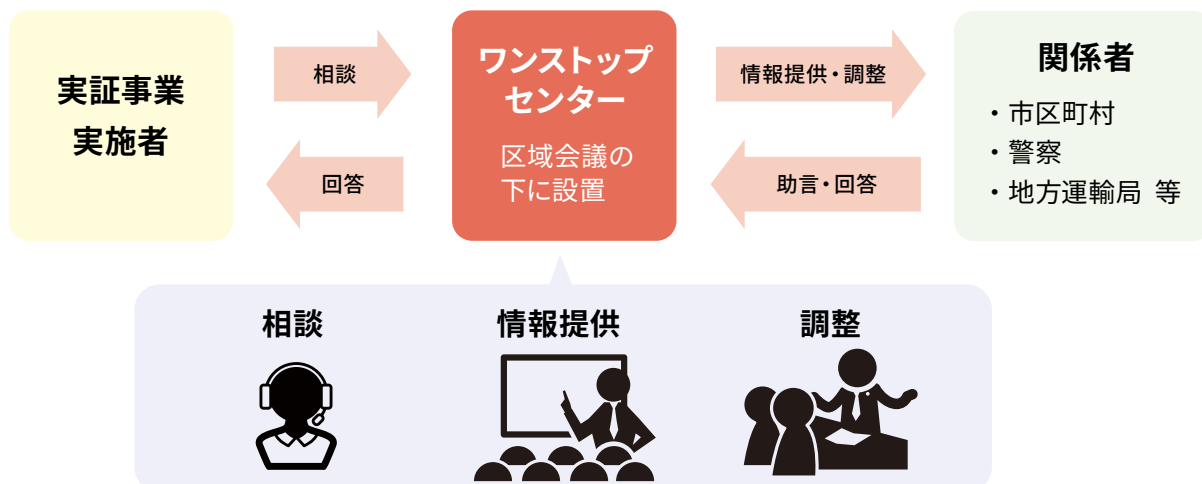 実証事業
実施者
相談
回答
ワンストップ
センター
区域会議の
下に設置
情報提供・調整
助言・回答
関係者
・市区町村
・警察
・地方運輸局 等
相談
情報提供
調整